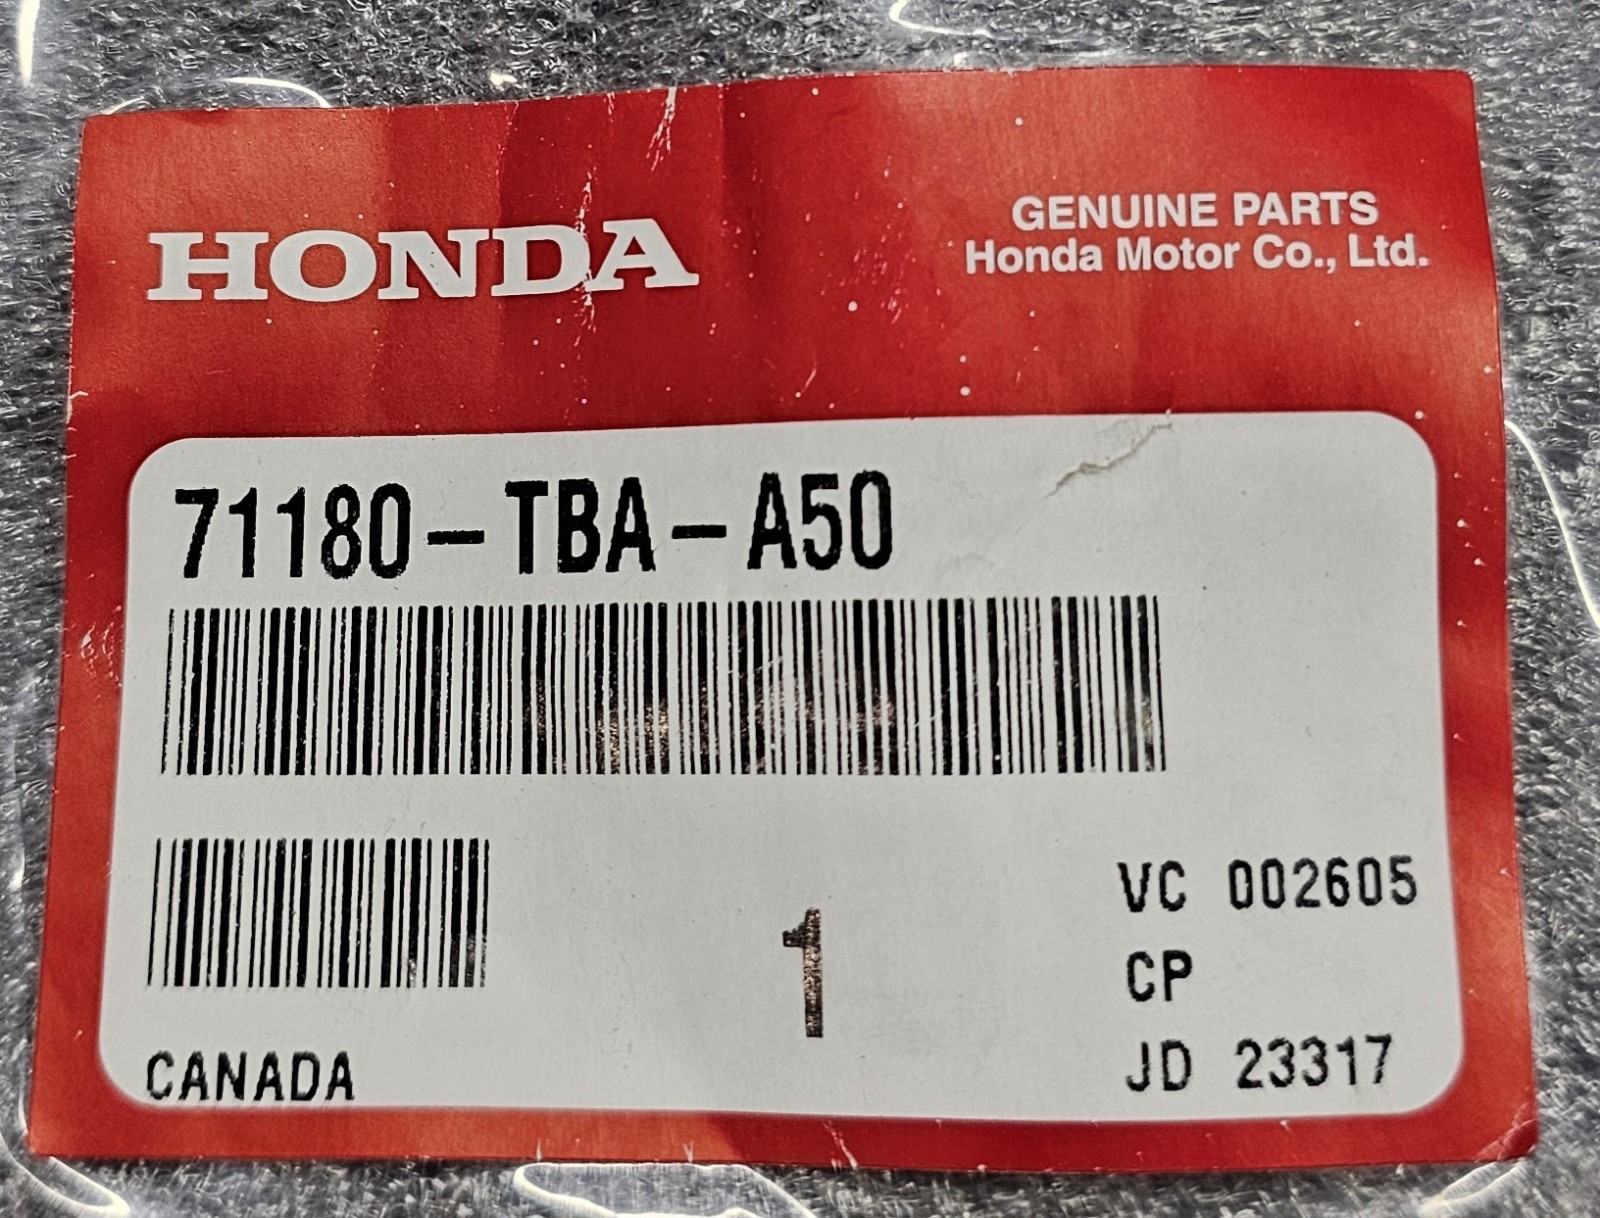 HONDA
GENUINE PARTS
Honda Motor Co., Ltd.
71180-TBA-A50
1
VC 002605
CP
JD 23317
CANADA